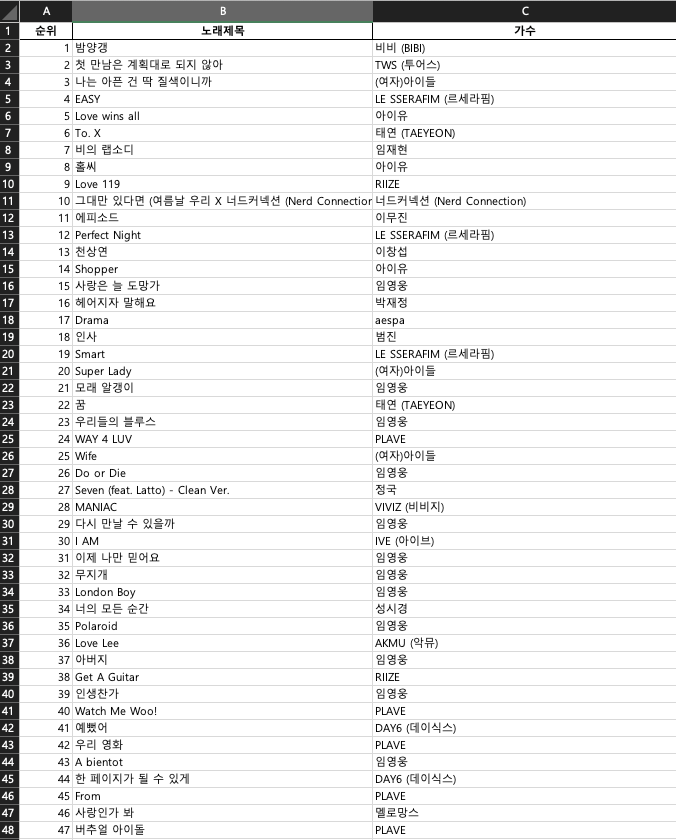 A B C
1 순위 노래제목 가수
2 1 밤양갱 비비 (BIBI)
3 2 첫 만남은 계획대로 되지 않아 TWS (투어스)
4 3 나는 아픈 건 딱 질색이니까 (여자)아이들
5 4 EASY LE SSERAFIM (르세라핌)
6 5 Love wins all 아이유
7 6 To. X 태연 (TAEYEON)
8 7 비의 랩소디 임재현
9 8 홀씨 아이유
10 9 Love 119 RIIZE
11 10 그대만 있다면 (여름날 우리 X 너드커넥션 (Nerd Connection 너드커넥션 (Nerd Connection)
12 11 에피소드 이무진
13 12 Perfect Night LE SSERAFIM (르세라핌)
14 13 천상연 이창섭
15 14 Shopper 아이유
16 15 사랑은 늘 도망가 임영웅
17 16 헤어지자 말해요 박재정
18 17 Drama aespa
19 18 인사 범진
20 19 Smart LE SSERAFIM (르세라핌)
21 20 Super Lady (여자)아이들
22 21 모래 알갱이 임영웅
23 22 꿈 태연 (TAEYEON)
24 23 우리들의 블루스 임영웅
25 24 WAY 4 LUV PLAVE
26 25 Wife (여자)아이들
27 26 Do or Die 임영웅
28 27 Seven (feat. Latto) - Clean Ver. 정국
29 28 MANIAC VIVIZ (비비지)
30 29 다시 만날 수 있을까 임영웅
31 30 I AM IVE (아이브)
32 31 이제 나만 믿어요 임영웅
33 32 무지개 임영웅
34 33 London Boy 임영웅
35 34 너의 모든 순간 성시경
36 35 Polaroid 임영웅
37 36 Love Lee AKMU (악뮤)
38 37 아버지 임영웅
39 38 Get A Guitar RIIZE
40 39 인생찬가 임영웅
41 40 Watch Me Woo! PLAVE
42 41 예뻤어 DAY6 (데이식스)
43 42 우리 영화 PLAVE
44 43 A bientot 임영웅
45 44 한 페이지가 될 수 있게 DAY6 (데이식스)
46 45 From PLAVE
47 46 사랑인가 봐 멜로망스
48 47 버추얼 아이돌 PLAVE